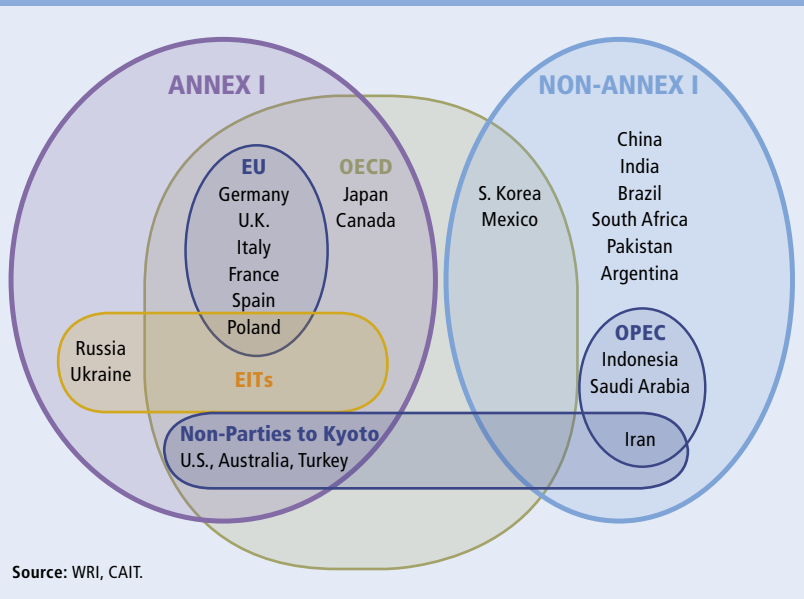 ANNEX I
NON-ANNEX I
EU
Germany
U.K.
Italy
France
Spain
Poland
OECD
Japan
Canada
S. Korea
Mexico
China
India
Brazil
South Africa
Pakistan
Argentina
Russia
Ukraine
EITs
OPEC
Indonesia
Saudi Arabia
Iran
Non-Parties to Kyoto
U.S., Australia, Turkey
Source: WRI, CAIT.